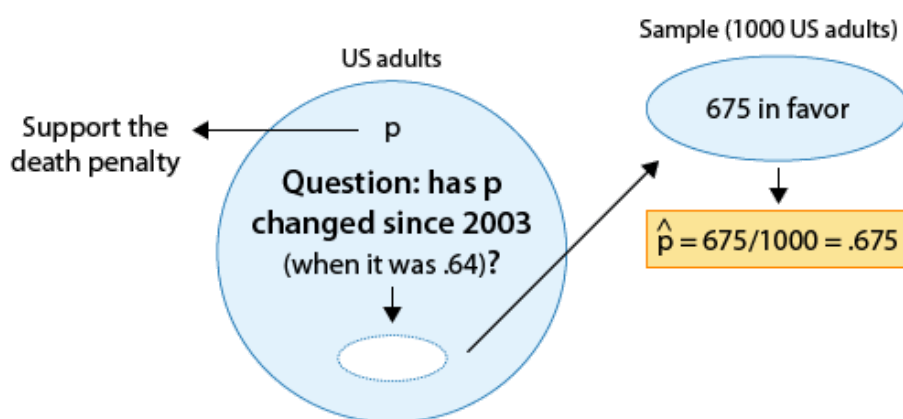 US adults
Support the
death penalty
p
Question: has p
changed since 2003
(when it was .64)?
Sample (1000 US adults)
675 in favor
p̂ = 675/1000 = .675